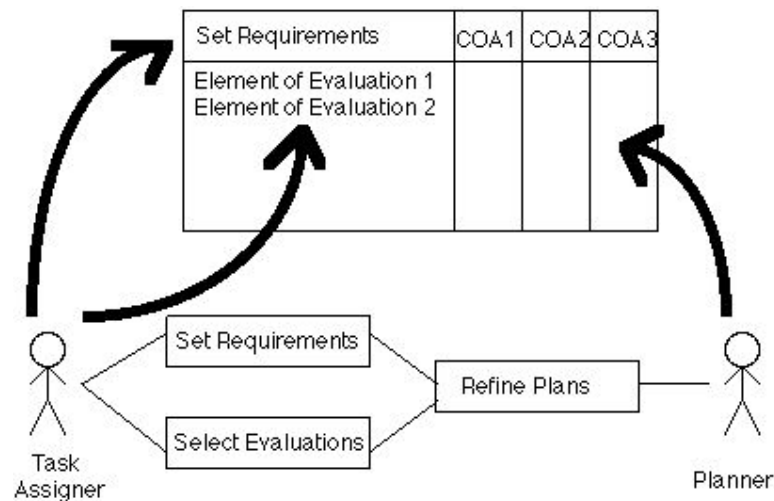 Set Requirements COA1 COA2 COA3
Element of Evaluation 1
Element of Evaluation 2
Set Requirements
Refine Plans
Select Evaluations
Task
Assigner
Planner